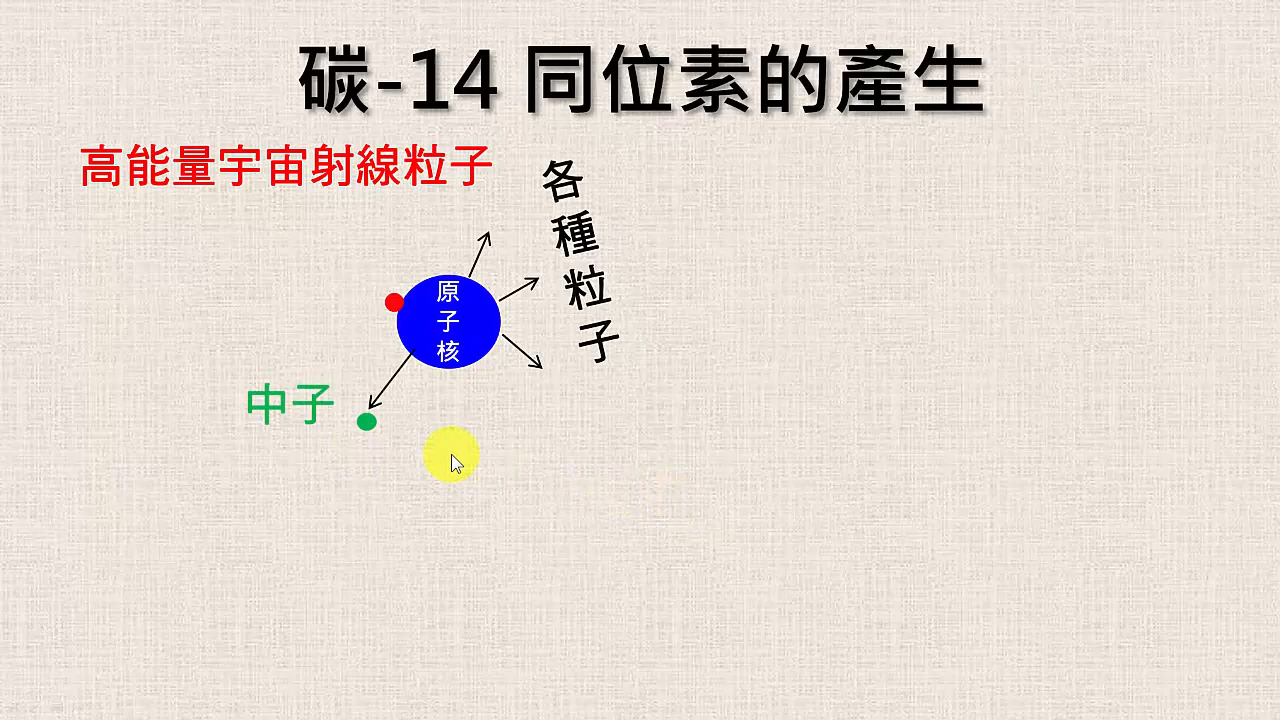 碳-14 同位素的產生
高能量宇宙射線粒子
各種粒子
原子核
中子